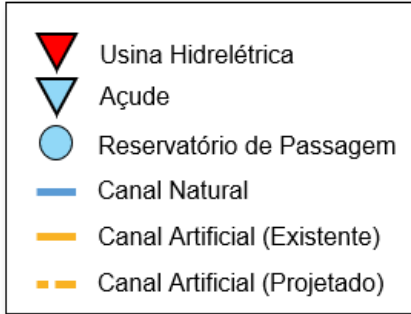 Usina Hidrelétrica
Açude
Reservatório de Passagem
Canal Natural
Canal Artificial (Existente)
Canal Artificial (Projetado)